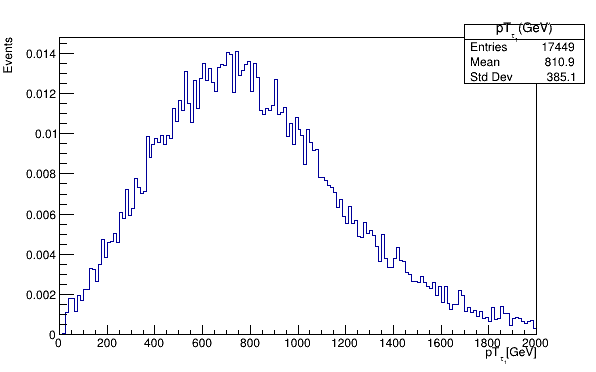 pTτ1(GeV)
Entries 17449
Mean 810.9
Std Dev 385.1
Events
0.014
0.012
0.01
0.008
0.006
0.004
0.002
0
0 200 400 600 800 1000 1200 1400 1600 1800 2000
pTτ1[GeV]